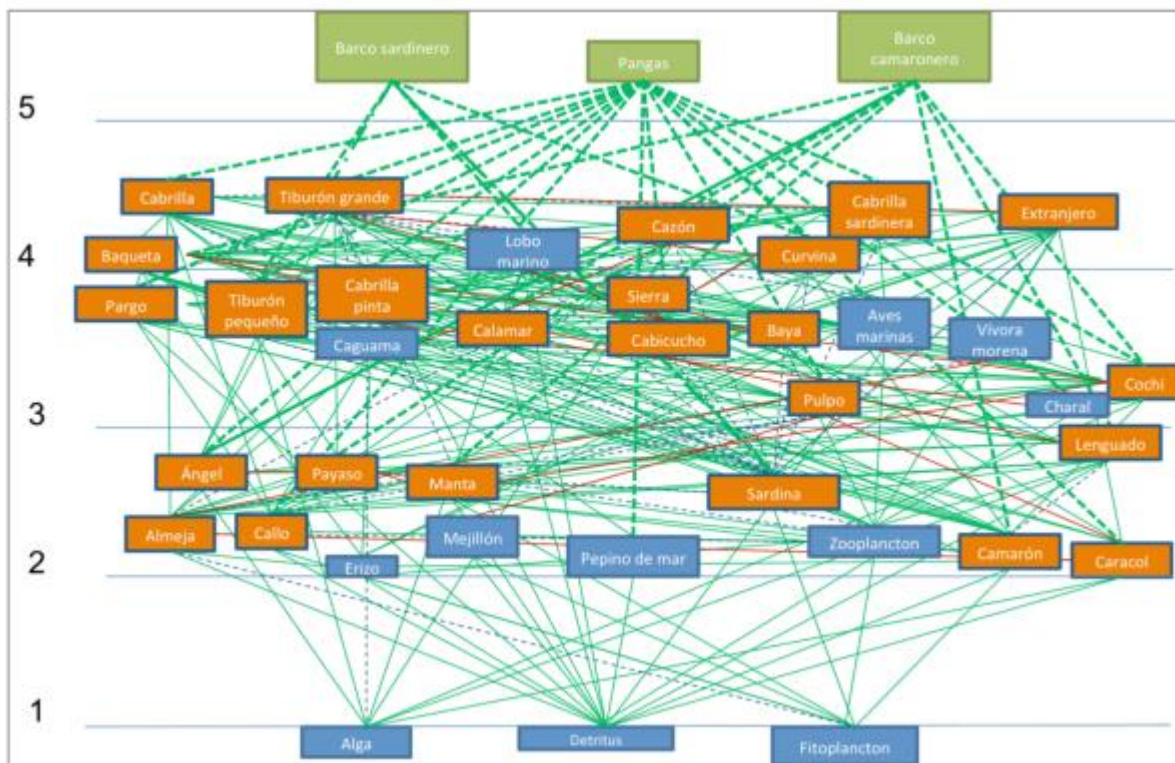 Barco sardinero
Pangas
Barco
camaronero
5
Cabrilla
Tiburón grande
Cazón
Cabrilla
sardinera
Extranjero
Lobo
marino
4
Baqueta
Curvina
Pargo
Tiburón
pequeño
Cabrilla
pinta
Sierra
Calamar
Cabicucho
Baya
Aves
marinas
Vívora
morena
Caguama
Pulpo
Cochi
Charal
3
Lenguado
Ángel
Payaso
Manta
Sardina
Almeja
Callo
Mejillón
Zooplancton
Camarón
Caracol
2
Erizo
Pepino de mar
1
Alga
Detritus
Fitoplancton